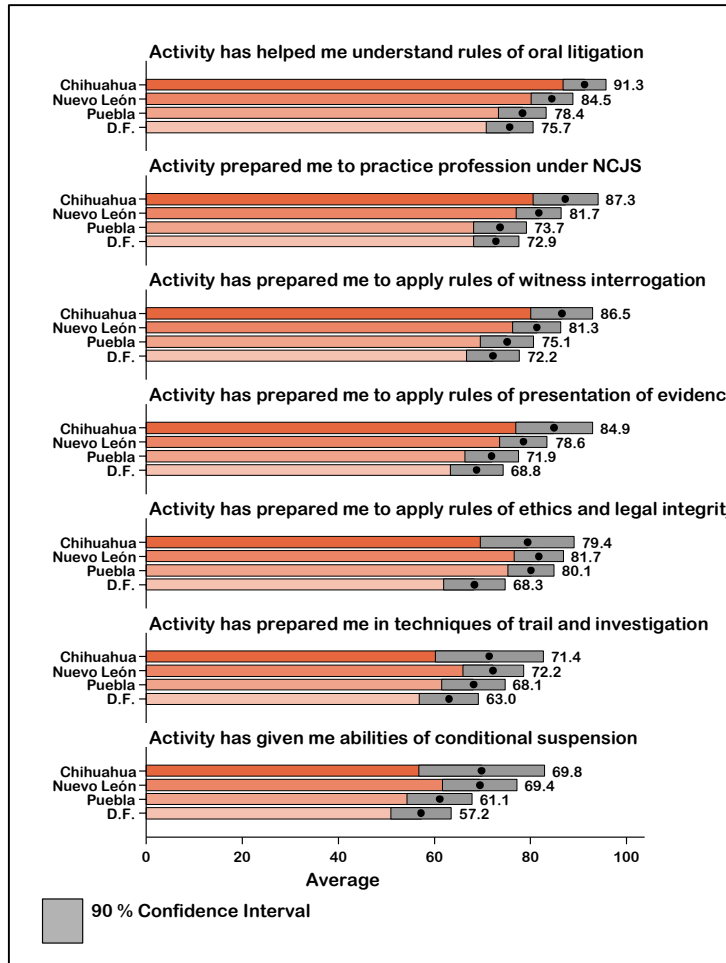 Activity has helped me understand rules of oral litigation
Chihuahua 91.3
Nuevo León 84.5
Puebla 78.4
D.F. 75.7
Activity prepared me to practice profession under NCJS
Chihuahua 87.3
Nuevo León 81.7
Puebla 73.7
D.F. 72.9
Activity has prepared me to apply rules of witness interrogation
Chihuahua 86.5
Nuevo León 81.3
Puebla 75.1
D.F. 72.2
Activity has prepared me to apply rules of presentation of evidenc
Chihuahua 84.9
Nuevo León 78.6
Puebla 71.9
D.F. 68.8
Activity has prepared me to apply rules of ethics and legal integrit
Chihuahua 79.4
Nuevo León 81.7
Puebla 80.1
D.F. 68.3
Activity has prepared me in techniques of trail and investigation
Chihuahua 71.4
Nuevo León 72.2
Puebla 68.1
D.F. 63.0
Activity has given me abilities of conditional suspension
Chihuahua 69.8
Nuevo León 69.4
Puebla 61.1
D.F. 57.2
0 20 40 60 80 100
Average
90 % Confidence Interval